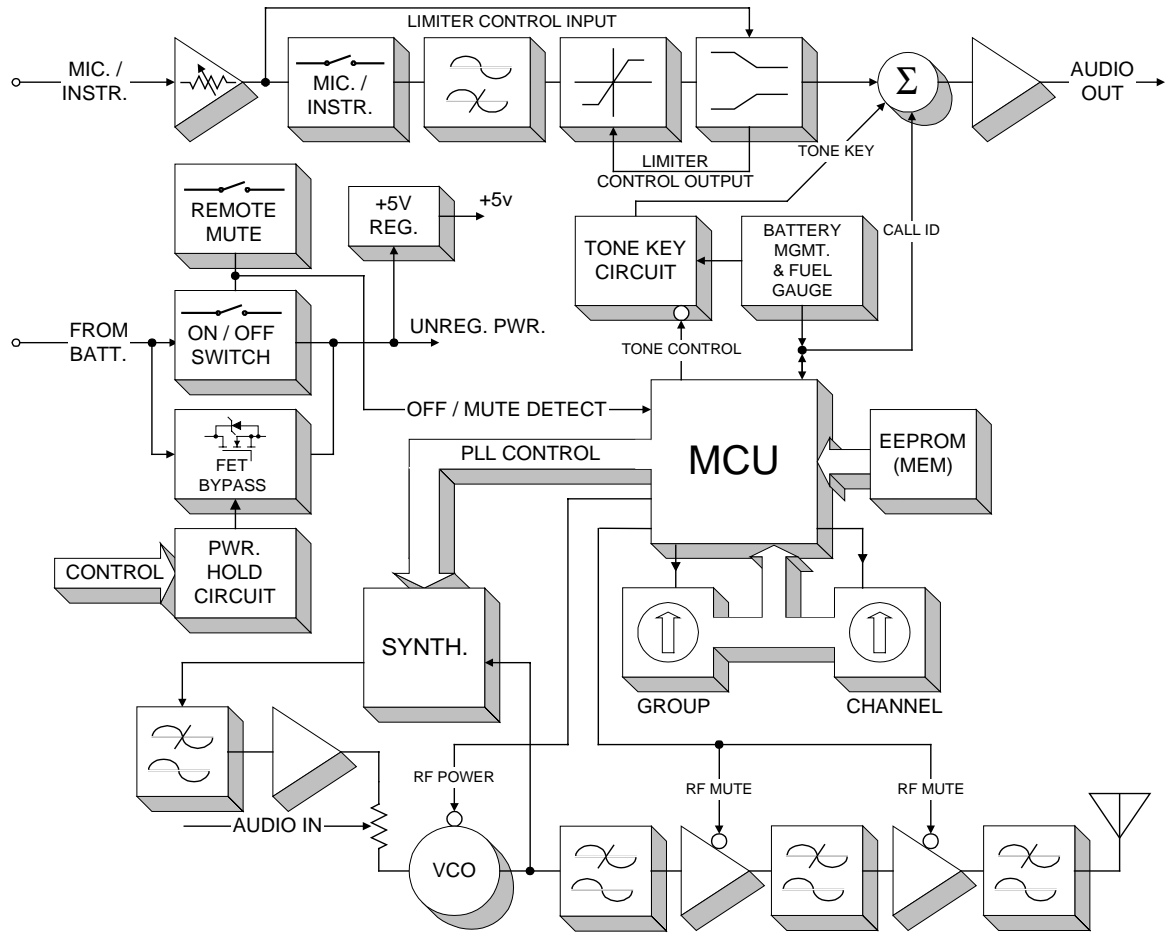 LIMITER CONTROL INPUT
MIC. /
INSTR.
MIC. /
INSTR.
Σ
AUDIO
OUT
LIMITER
CONTROL OUTPUT
TONE KEY
REMOTE
MUTE
+5V
REG.
+5v
TONE KEY
CIRCUIT
BATTERY
MGMT.
& FUEL
GAUGE
CALL ID
FROM
BATT.
ON / OFF
SWITCH
UNREG. PWR.
TONE CONTROL
OFF / MUTE DETECT
MCU
EEPROM
(MEM)
PLL CONTROL
FET
BYPASS
CONTROL
PWR.
HOLD
CIRCUIT
SYNTH.
GROUP
CHANNEL
RF POWER
RF MUTE
RF MUTE
AUDIO IN
VCO